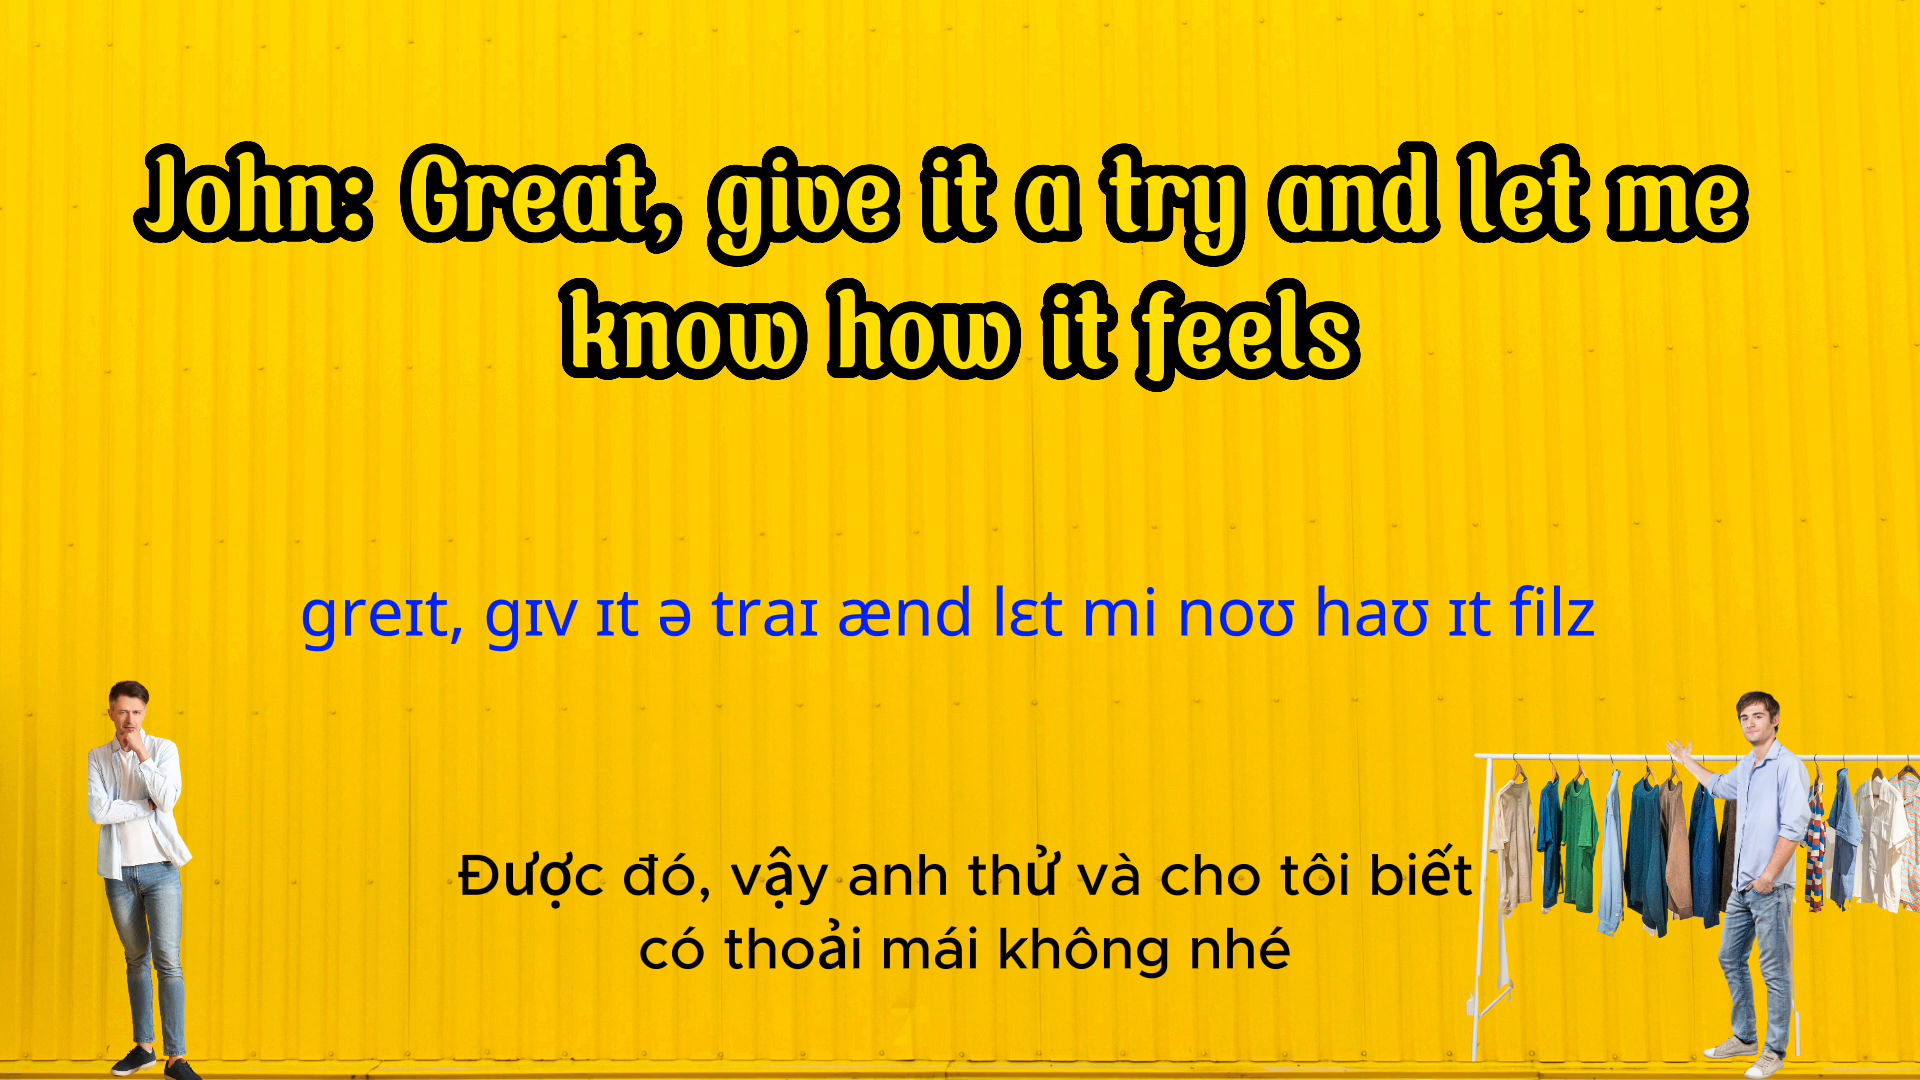 John: Great, give it a try and let me
know how it feels
greɪt, gɪv ɪt ə traɪ ænd lɛt mi noʊ haʊ ɪt filz
Được đó, vậy anh thử và cho tôi biết
có thoải mái không nhé